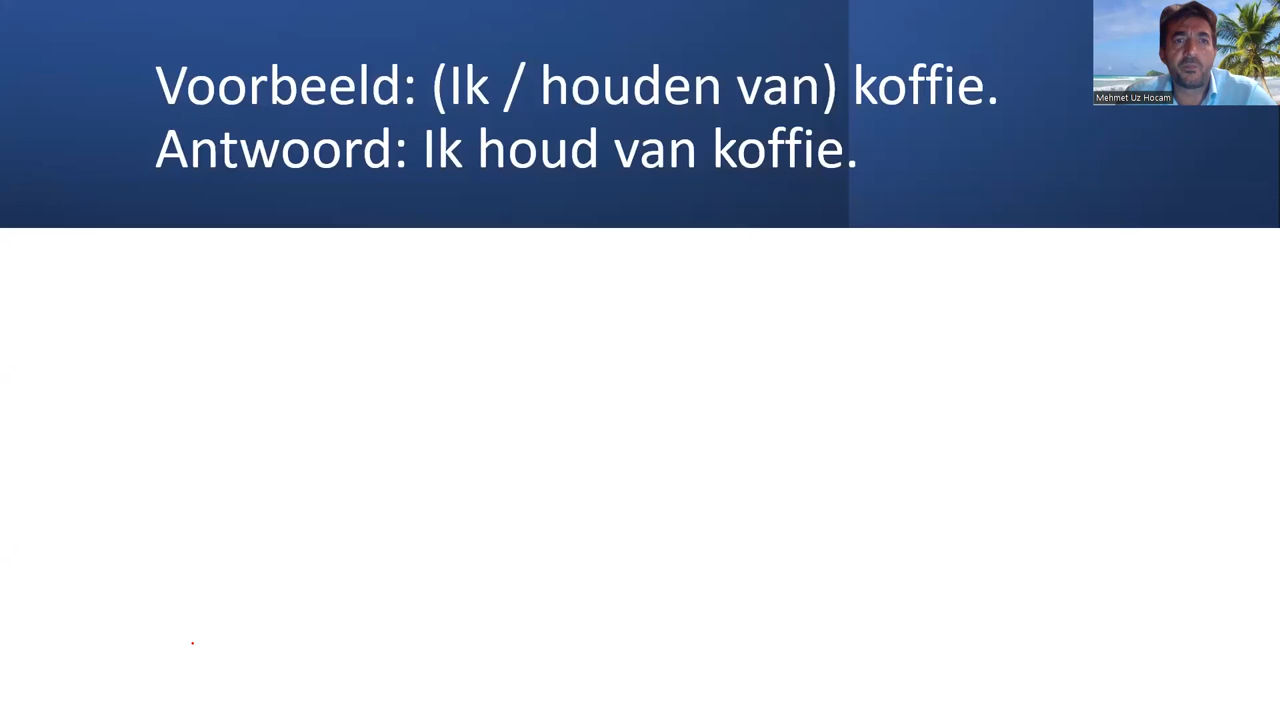 Voorbeeld: (Ik / houden van) koffie.
Antwoord: Ik houd van koffie.
Mehmet Uz Hocam